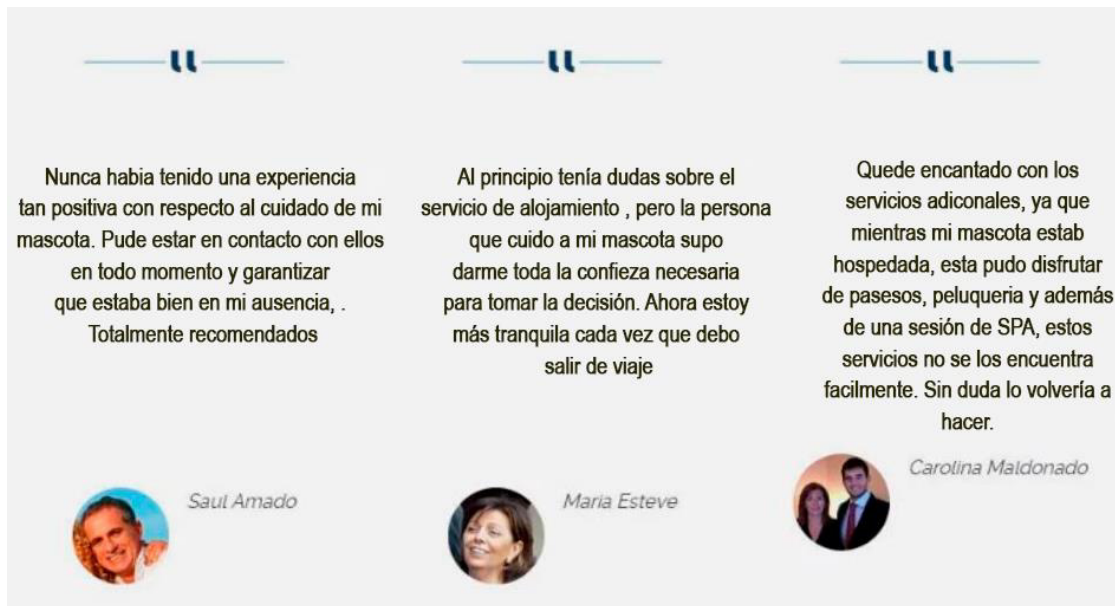 Nunca habia tenido una experiencia
tan positiva con respecto al cuidado de mi
mascota. Pude estar en contacto con ellos
en todo momento y garantizar
que estaba bien en mi ausencia, .
Totalmente recomendados
Saul Amado
Al principio tenía dudas sobre el
servicio de alojamiento , pero la persona
que cuido a mi mascota supo
darme toda la confieza necesaria
para tomar la decisión. Ahora estoy
más tranquila cada vez que debo
salir de viaje
Maria Esteve
Quede encantado con los
servicios adiconales, ya que
mientras mi mascota estab
hospedada, esta pudo disfrutar
de pasesos, peluqueria y además
de una sesión de SPA, estos
servicios no se los encuentra
facilmente. Sin duda lo volvería a
hacer.
Carolina Maldonado